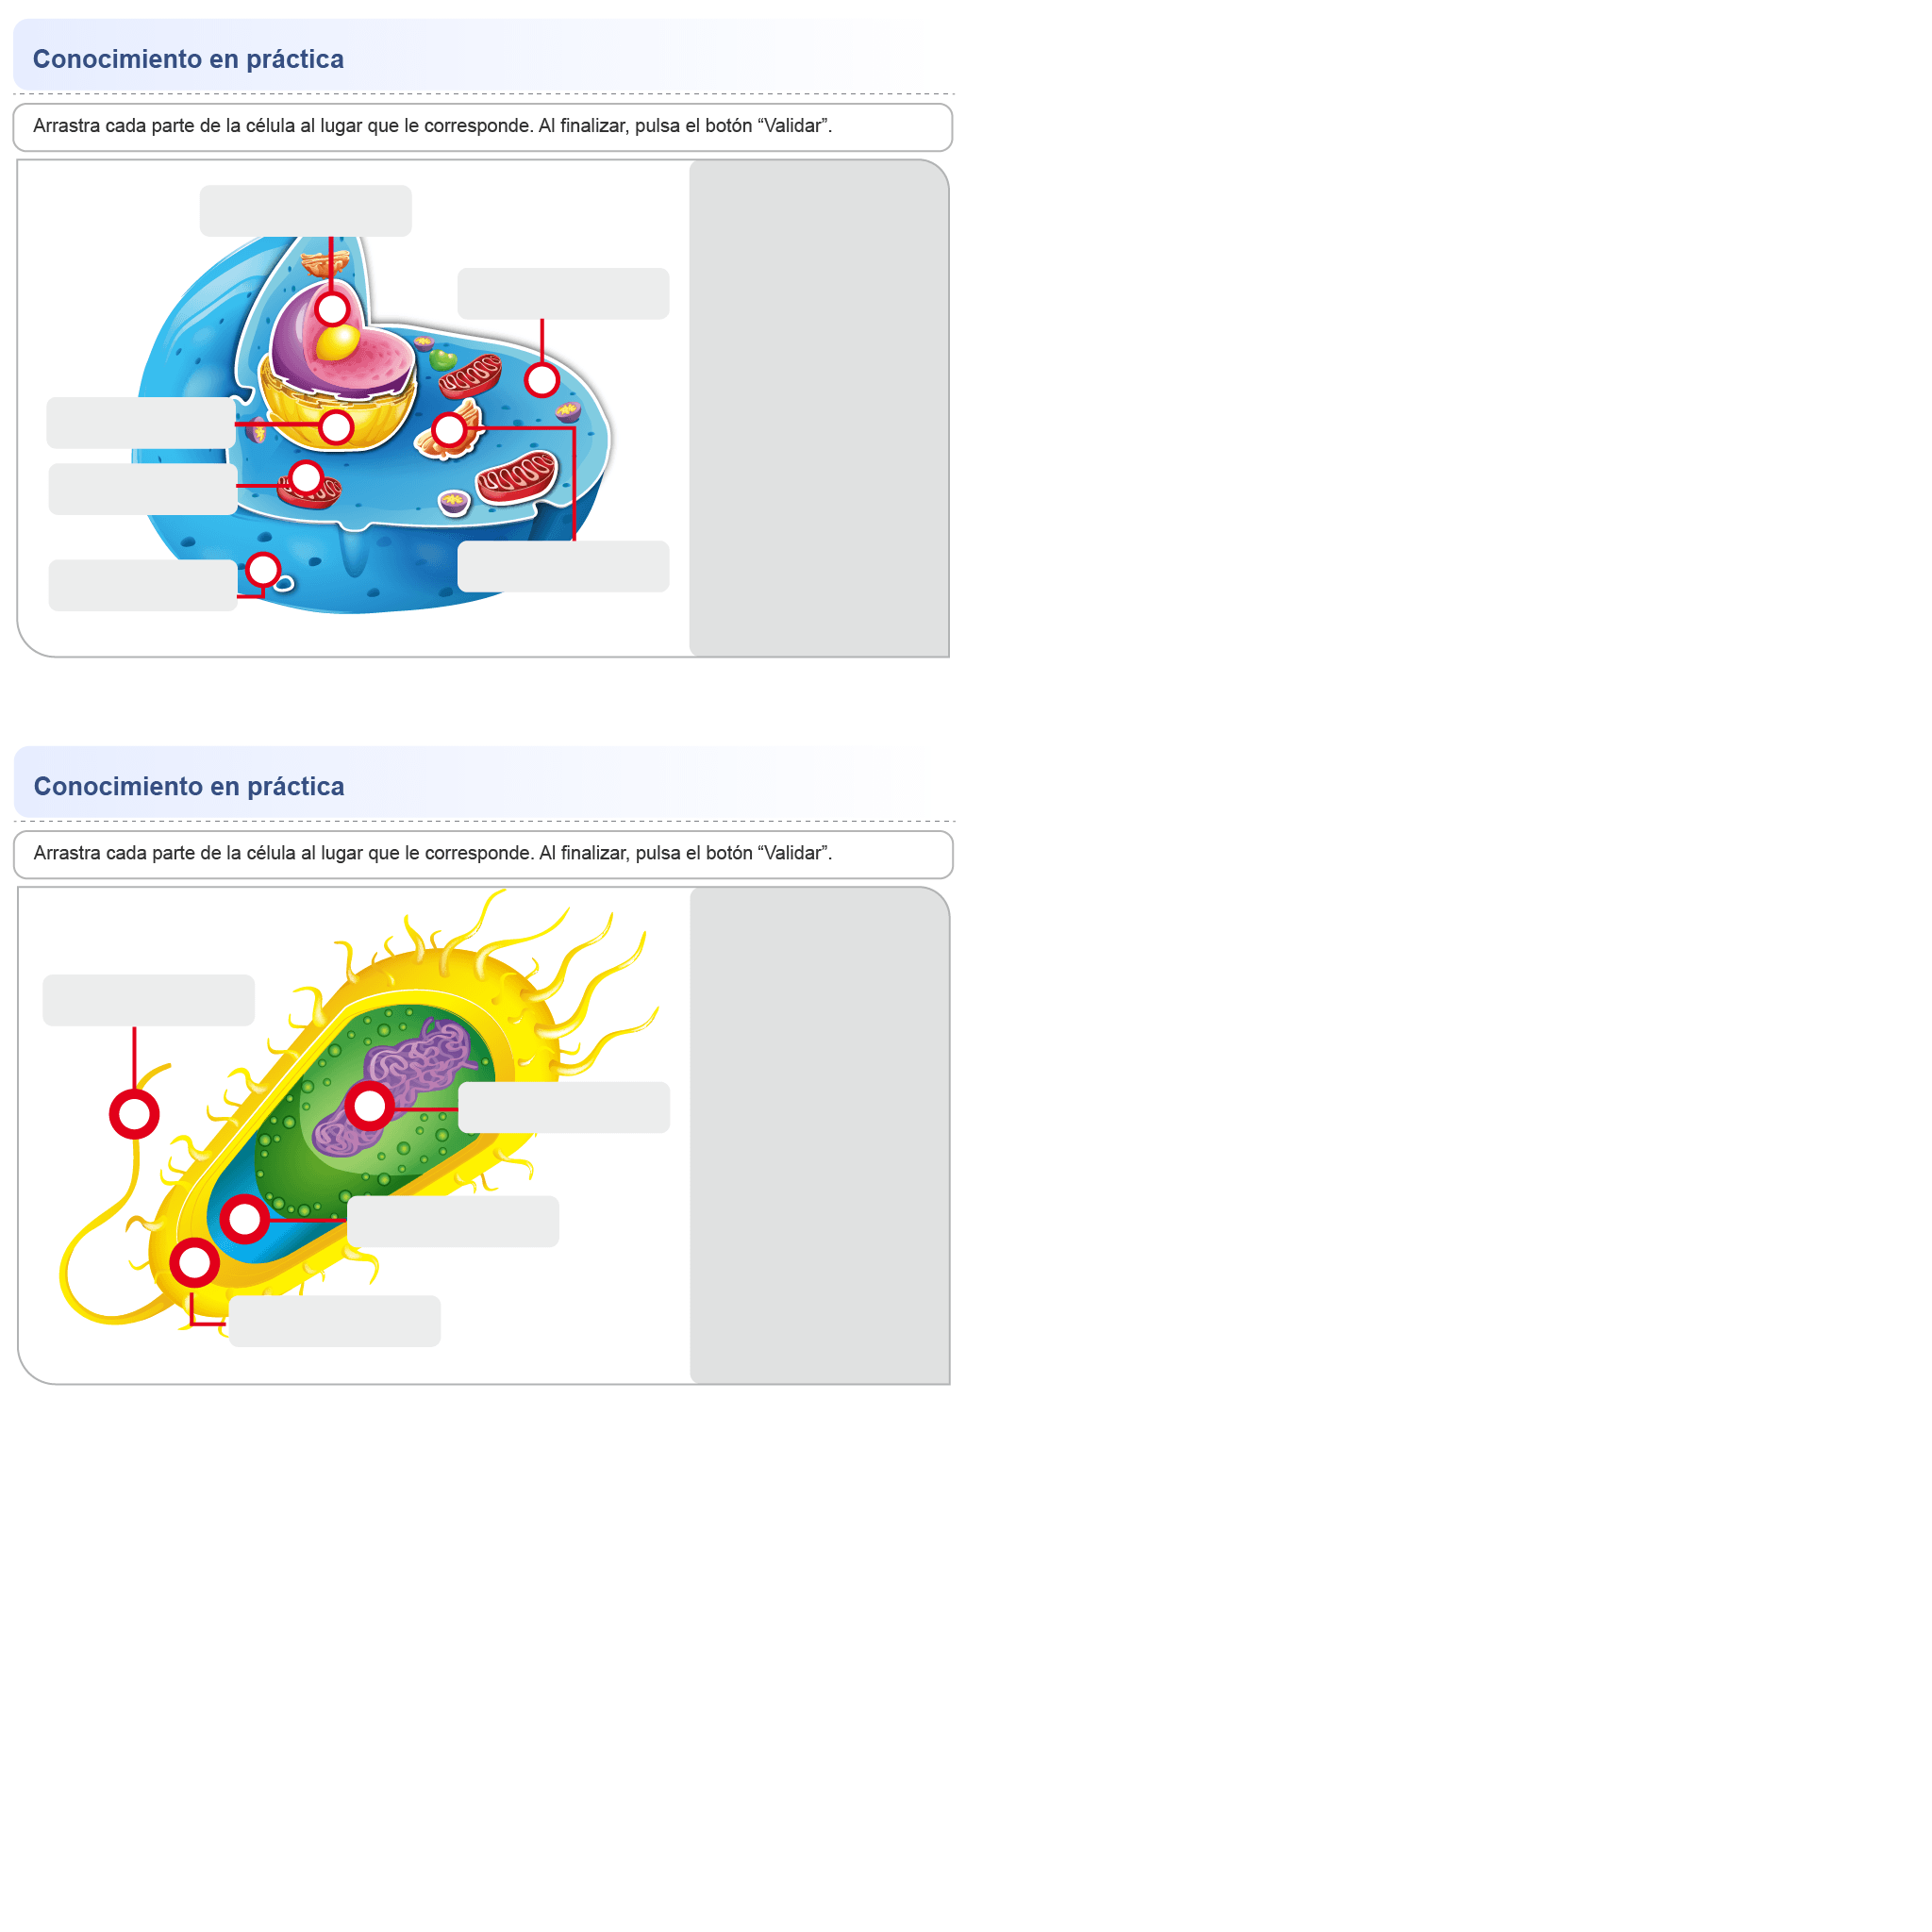 Conocimiento en práctica
Arrastra cada parte de la célula al lugar que le corresponde. Al finalizar, pulsa el botón “Validar”.
Conocimiento en práctica
Arrastra cada parte de la célula al lugar que le corresponde. Al finalizar, pulsa el botón “Validar”.